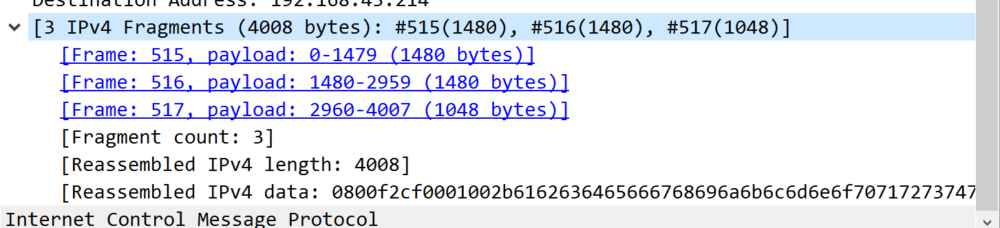 Destination Address: 192.168.43.214
[3 IPv4 Fragments (4008 bytes): #515(1480), #516(1480), #517(1048)]
[Frame: 515, payload: 0-1479 (1480 bytes)]
[Frame: 516, payload: 1480-2959 (1480 bytes)]
[Frame: 517, payload: 2960-4007 (1048 bytes)]
[Fragment count: 3]
[Reassembled IPv4 length: 4008]
[Reassembled IPv4 data: 0800f2cf0001002b6162636465666768696a6b6c6d6e6f70717273747
Internet Control Message Protocol